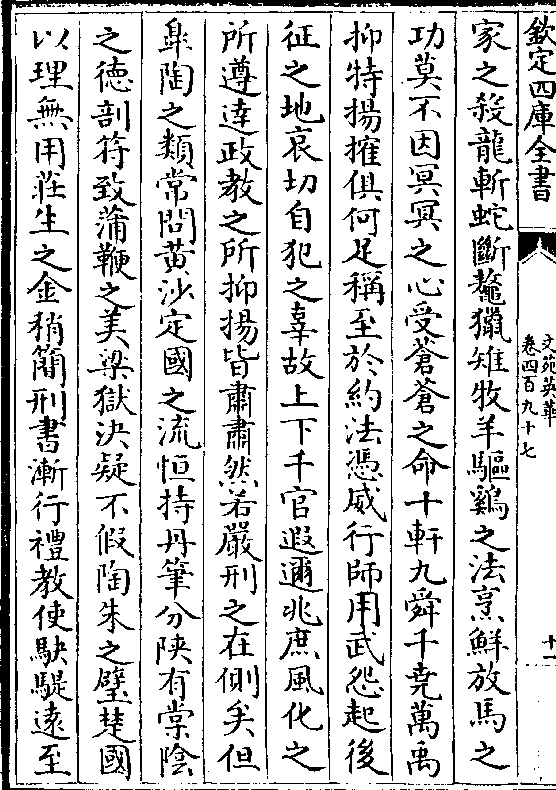 欽定四庫全書
文苑英華
卷四百九十七
十一
家之殺龍斬蛇斷鼇獵雉牧羊驅雞之法烹鮮放馬之
功莫不因冥冥之心受蒼蒼之命十軒九舜千堯萬禹
抑特揚搉俱何足稱至於約法憑威行師用武怨起後
征之地哀切自犯之辜故上下千官遐邇兆庶風化之
所遵達政教之所抑揚皆肅肅然若嚴刑之在側矣但
皐陶之類常問黄沙定國之流恒持丹筆分陝有棠陰
之德剖符致蒲鞭之美梁獄決疑不假陶朱之璧楚國
以理無用莊生之金稍簡刑書漸行禮教使駃騠遠至